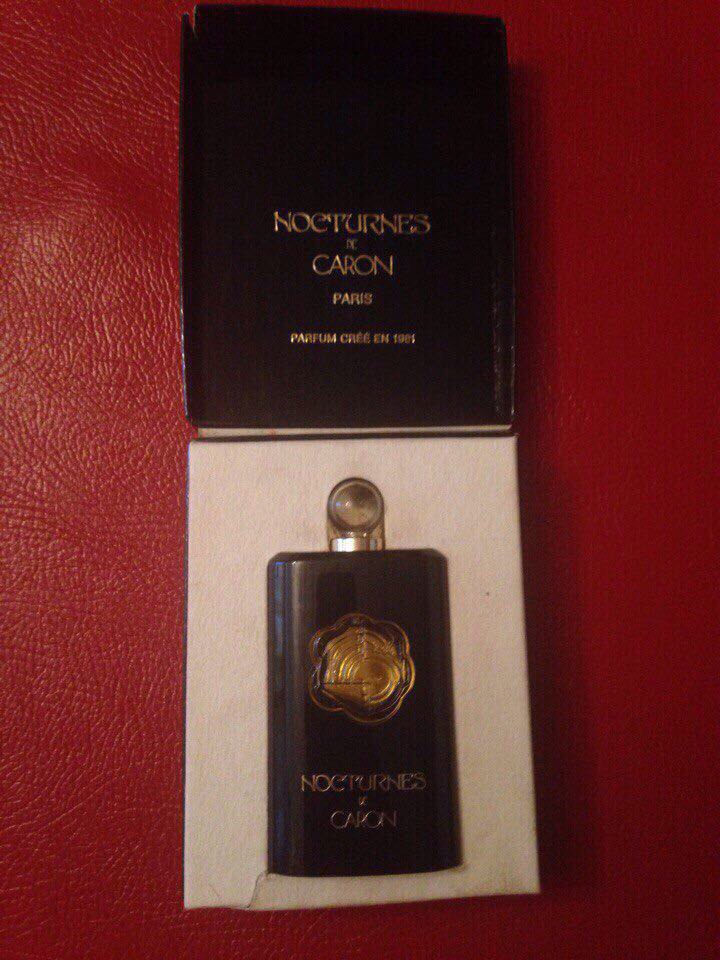 NOCTURNES
DE
CARON
PARIS
PARFUM CRÉÉ EN 1981
NOCTURNES
DE
CARON